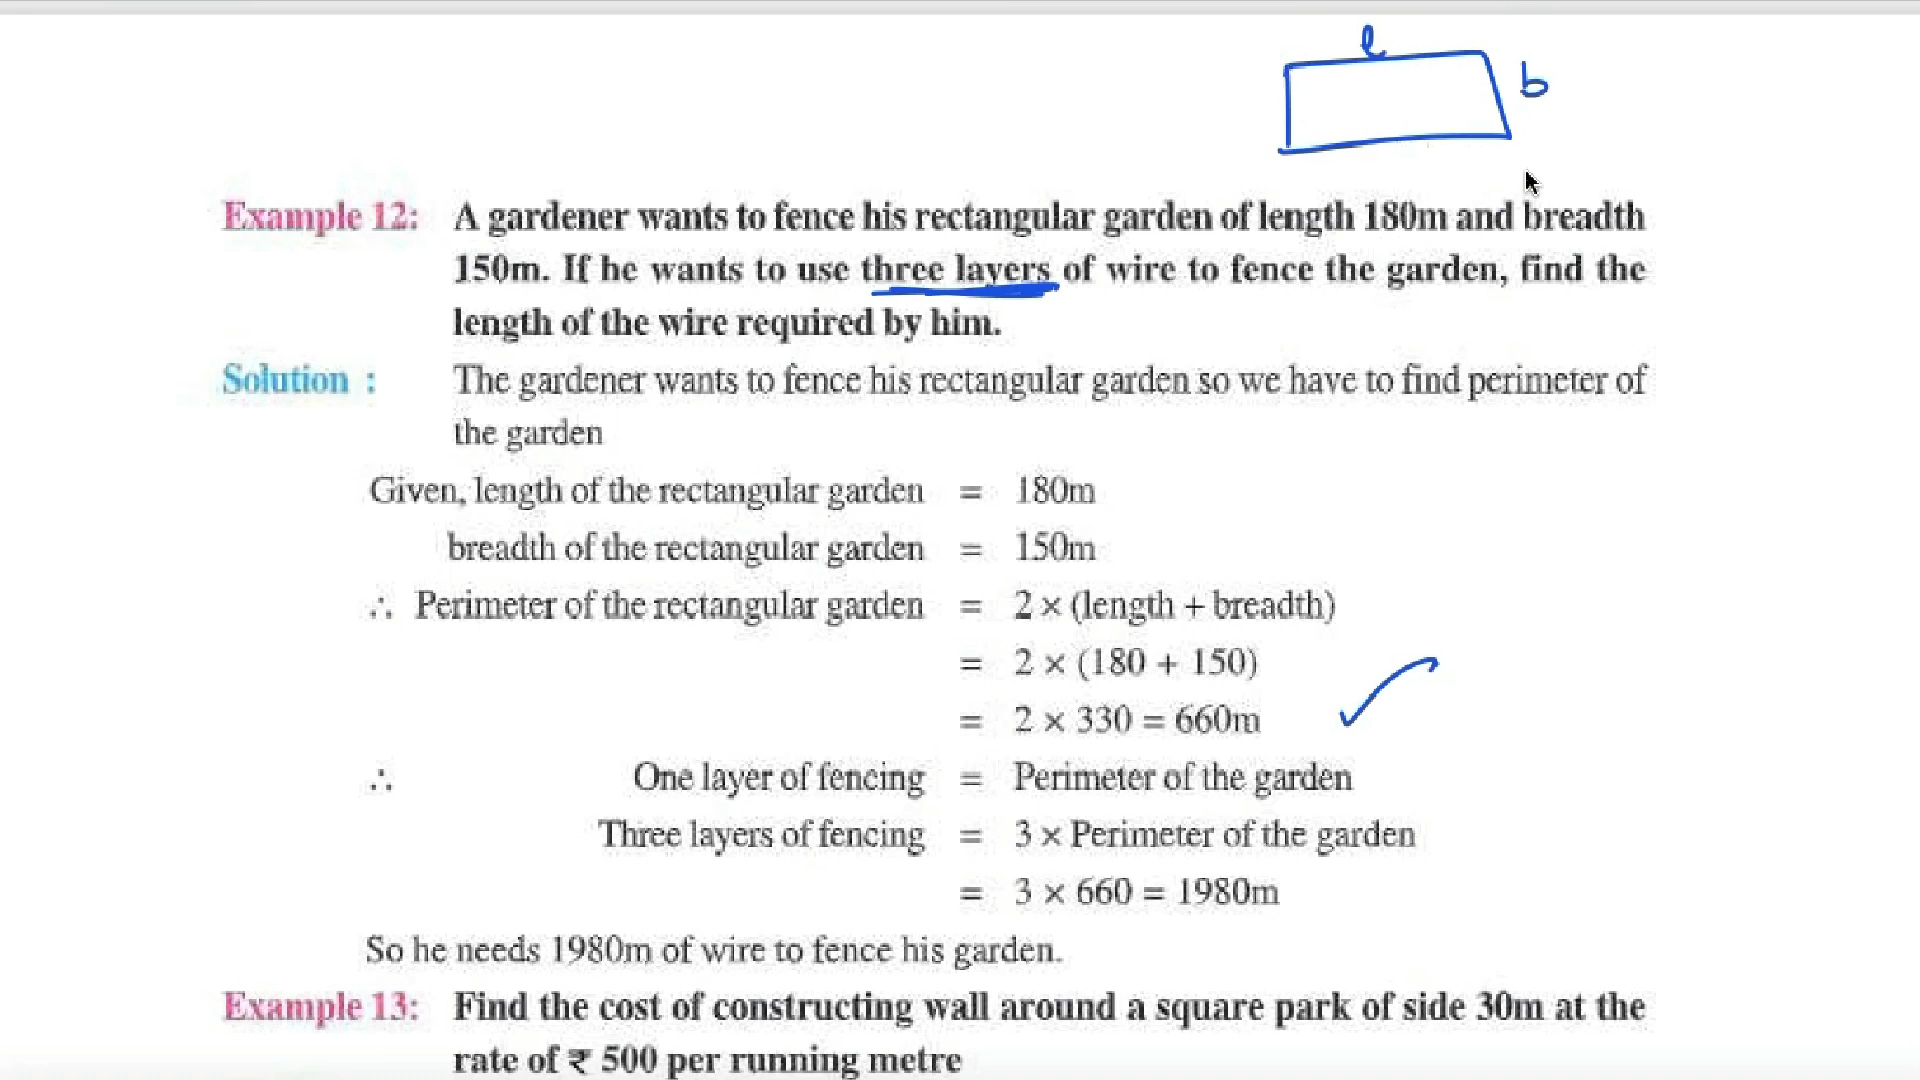 l
b
Example 12: A gardener wants to fence his rectangular garden of length 180m and breadth
150m. If he wants to use three layers of wire to fence the garden, find the
length of the wire required by him.
Solution : The gardener wants to fence his rectangular garden so we have to find perimeter of
the garden
Given, length of the rectangular garden = 180m
breadth of the rectangular garden = 150m
∴ Perimeter of the rectangular garden = 2 × (length + breadth)
= 2 × (180 + 150)
= 2 × 330 = 660m
∴ One layer of fencing = Perimeter of the garden
Three layers of fencing = 3 × Perimeter of the garden
= 3 × 660 = 1980m
So he needs 1980m of wire to fence his garden.
Example 13: Find the cost of constructing wall around a square park of side 30m at the
rate of ₹ 500 per running metre